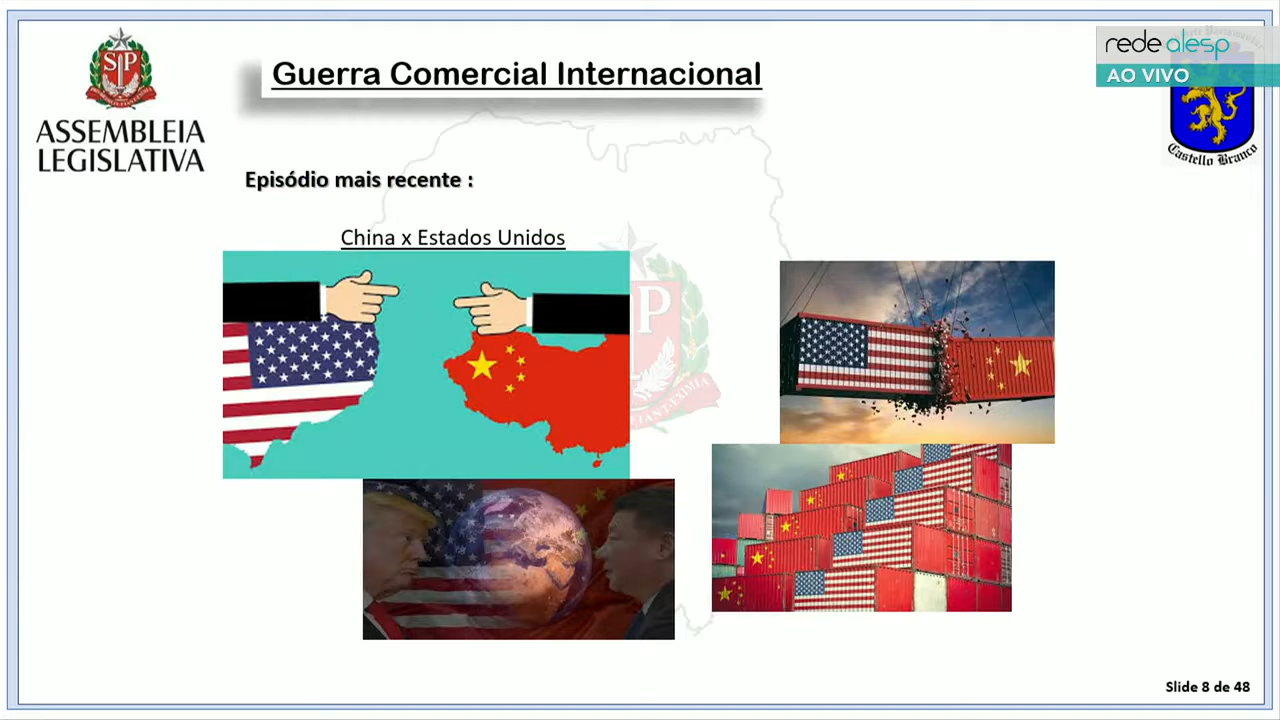 Guerra Comercial Internacional
rede alesp
AO VIVO
SP
ASSEMBLEIA
LEGISLATIVA
Castello Branco
Episódio mais recente :
China x Estados Unidos
P
Slide 8 de 48